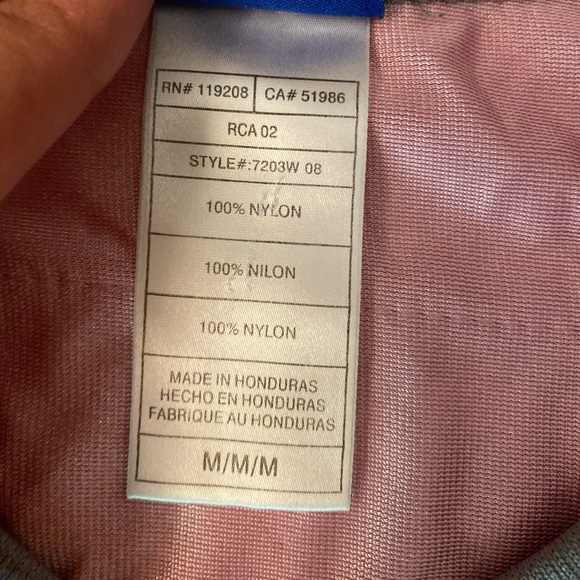 RN# 119208 CA# 51986
RCA 02
STYLE#:7203W 08
100% NYLON
100% NILON
100% NYLON
MADE IN HONDURAS
HECHO EN HONDURAS
FABRIQUE AU HONDURAS
M/M/M